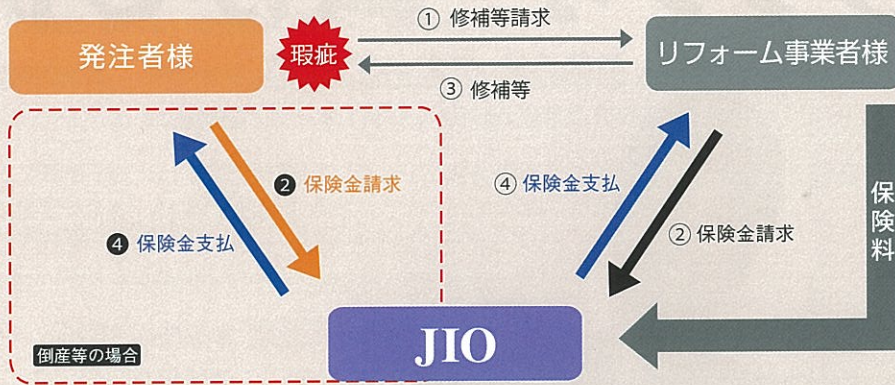 ① 修補等請求
発注者様
瑕疵
リフォーム事業者様
③ 修補等
❷ 保険金請求
④ 保険金支払
❹ 保険金支払
② 保険金請求
保険料
JIO
倒産等の場合